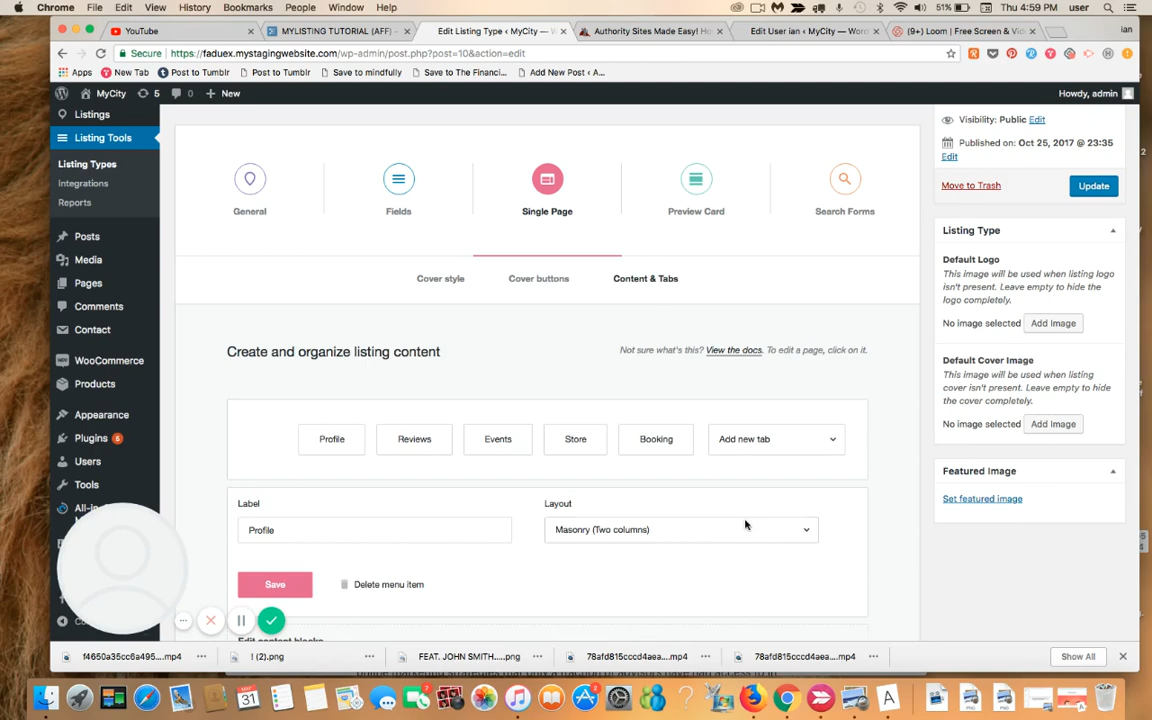 Chrome File Edit View History Bookmarks People Window Help 51% Thu 4:59 PM user
YouTube MYLISTING TUTORIAL (AFF) - Edit Listing Type ‹ MyCity — W Authority Sites Made Easy! Ho Edit User ian ‹ MyCity — Word (9+) Loom | Free Screen & Vid ian
Secure https://faduex.mystagingwebsite.com/wp-admin/post.php?post=10&action=edit
Apps New Tab Post to Tumblr Post to Tumblr Save to mindfully Save to The Financi... Add New Post ‹ A...
MyCity 5 0 New Howdy, admin
Listings
Listing Tools
Listing Types
Integrations
Reports
Posts
Media
Pages
Comments
Contact
WooCommerce
Products
Appearance
Plugins 6
Users
Tools
All-in-
General Fields Single Page Preview Card Search Forms
Cover style Cover buttons Content & Tabs
Create and organize listing content Not sure what's this? View the docs. To edit a page, click on it.
Profile Reviews Events Store Booking Add new tab
Label Layout
Profile Masonry (Two columns)
Save Delete menu item
Edit content blocks
Visibility: Public Edit
Published on: Oct 25, 2017 @ 23:35
Edit
Move to Trash Update
Listing Type
Default Logo
This image will be used when listing logo
isn't present. Leave empty to hide the
logo completely.
No image selected Add Image
Default Cover Image
This image will be used when listing
cover isn't present. Leave empty to hide
the cover completely.
No image selected Add Image
Featured Image
Set featured image
f4650a35cc6a495....mp4 ! (2).png FEAT. JOHN SMITH....png 78afd815cccd4aea....mp4 78afd815cccd4aea....mp4 Show All